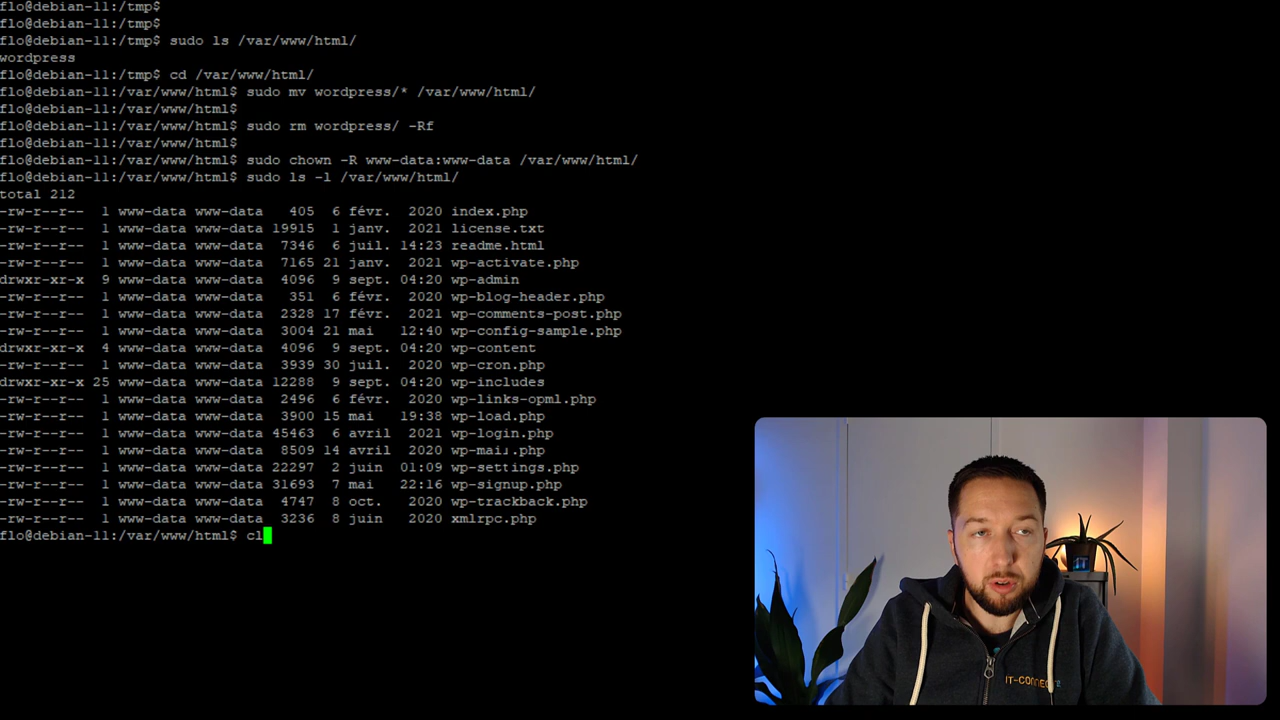 flo@debian-11:/tmp$
flo@debian-11:/tmp$
flo@debian-11:/tmp$ sudo ls /var/www/html/
wordpress
flo@debian-11:/tmp$ cd /var/www/html/
flo@debian-11:/var/www/html$ sudo mv wordpress/* /var/www/html/
flo@debian-11:/var/www/html$
flo@debian-11:/var/www/html$ sudo rm wordpress/ -Rf
flo@debian-11:/var/www/html$
flo@debian-11:/var/www/html$ sudo chown -R www-data:www-data /var/www/html/
flo@debian-11:/var/www/html$ sudo ls -l /var/www/html/
total 212
-rw-r--r--  1 www-data www-data   405  6 févr.  2020 index.php
-rw-r--r--  1 www-data www-data 19915  1 janv.  2021 license.txt
-rw-r--r--  1 www-data www-data  7346  6 juil. 14:23 readme.html
-rw-r--r--  1 www-data www-data  7165 21 janv.  2021 wp-activate.php
drwxr-xr-x  9 www-data www-data  4096  9 sept. 04:20 wp-admin
-rw-r--r--  1 www-data www-data   351  6 févr.  2020 wp-blog-header.php
-rw-r--r--  1 www-data www-data  2328 17 févr.  2020 wp-comments-post.php
-rw-r--r--  1 www-data www-data  3004 21 mai   12:40 wp-config-sample.php
drwxr-xr-x  4 www-data www-data  4096  9 sept. 04:20 wp-content
-rw-r--r--  1 www-data www-data  3939 30 juil.  2020 wp-cron.php
drwxr-xr-x 25 www-data www-data 12288  9 sept. 04:20 wp-includes
-rw-r--r--  1 www-data www-data  2496  6 févr.  2020 wp-links-opml.php
-rw-r--r--  1 www-data www-data  3900 15 mai   19:38 wp-load.php
-rw-r--r--  1 www-data www-data 45463  6 avril  2021 wp-login.php
-rw-r--r--  1 www-data www-data  8509 14 avril  2020 wp-mail.php
-rw-r--r--  1 www-data www-data 22297  2 juin  01:09 wp-settings.php
-rw-r--r--  1 www-data www-data 31693  7 mai   22:16 wp-signup.php
-rw-r--r--  1 www-data www-data  4747  8 oct.   2020 wp-trackback.php
-rw-r--r--  1 www-data www-data  3236  8 juin   2020 xmlrpc.php
flo@debian-11:/var/www/html$ cl